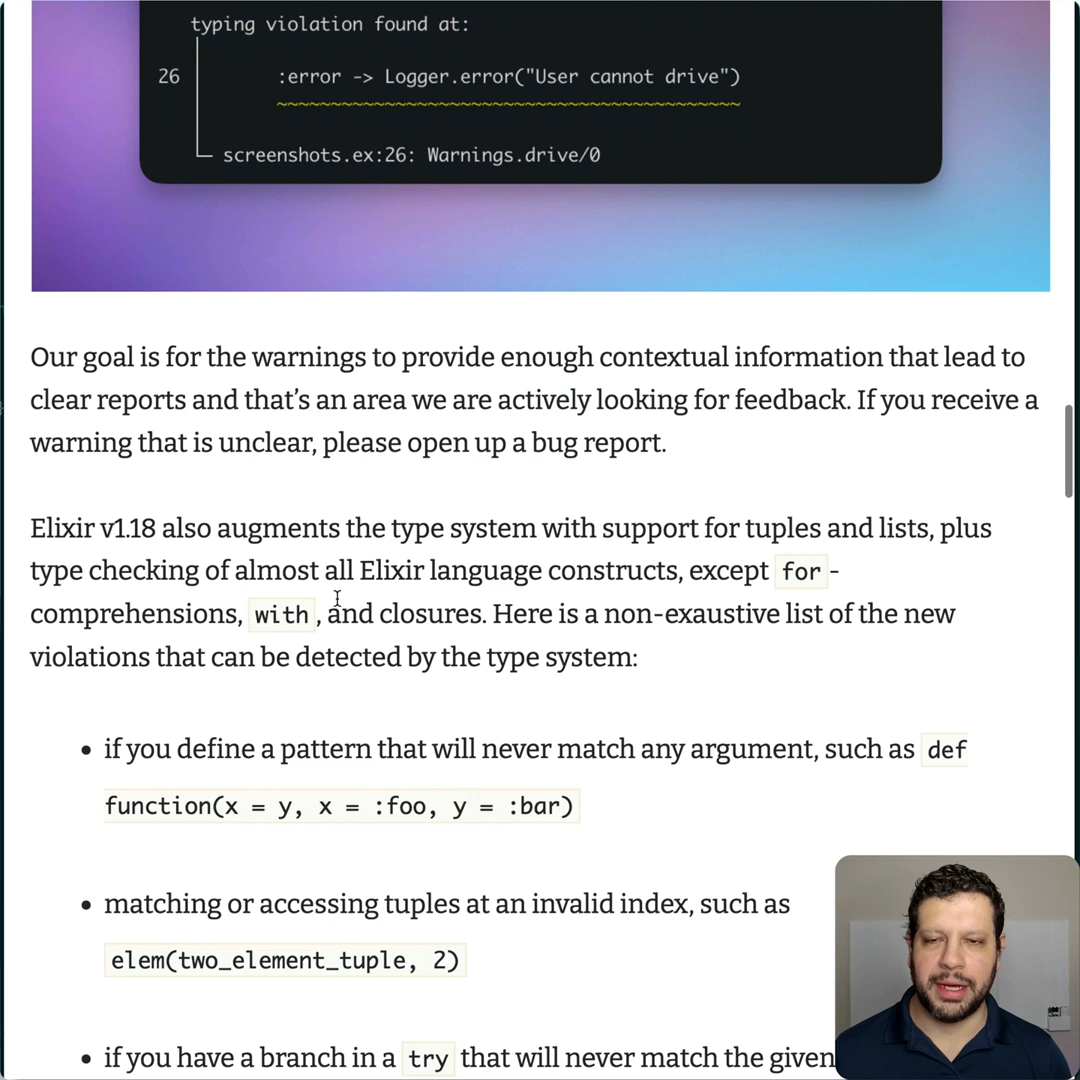 typing violation found at:
26 :error -> Logger.error("User cannot drive")
~~~~~~~~~~~~~~~~~~~~~~~~~~~~~~~~~~~~~~~~~~~
└─ screenshots.ex:26: Warnings.drive/0
Our goal is for the warnings to provide enough contextual information that lead to
clear reports and that’s an area we are actively looking for feedback. If you receive a
warning that is unclear, please open up a bug report.
Elixir v1.18 also augments the type system with support for tuples and lists, plus
type checking of almost all Elixir language constructs, except for -
comprehensions, with , and closures. Here is a non-exaustive list of the new
violations that can be detected by the type system:
• if you define a pattern that will never match any argument, such as def
function(x = y, x = :foo, y = :bar)
• matching or accessing tuples at an invalid index, such as
elem(two_element_tuple, 2)
• if you have a branch in a try that will never match the given